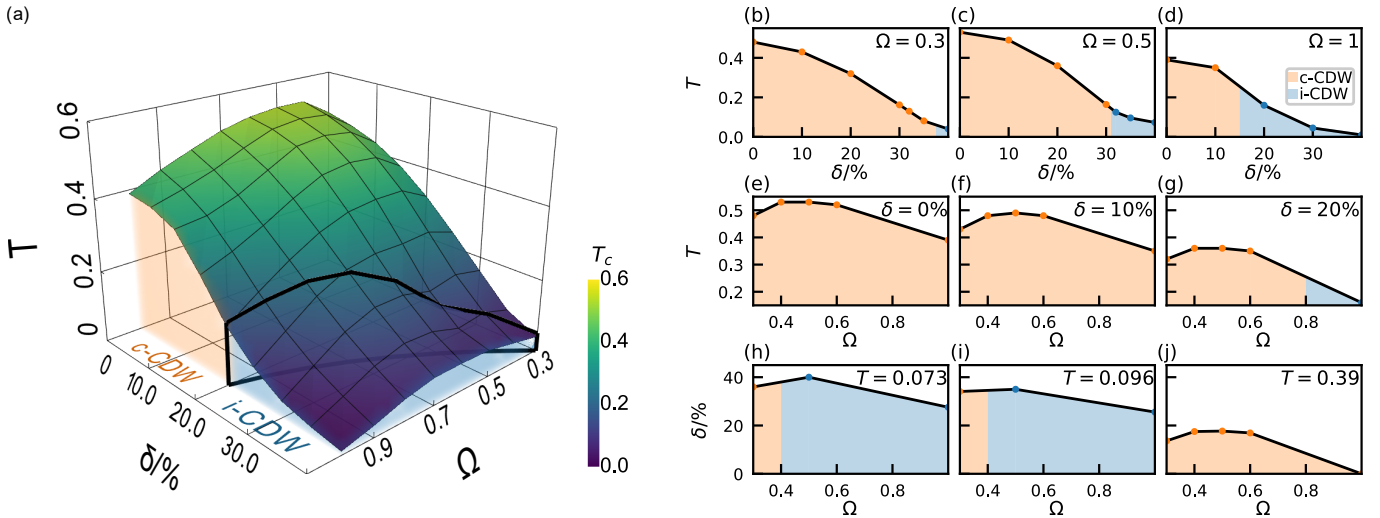 (a)
T
0.6
0.4
0.2
0
0
10.0
20.0
30.0
δ/%
c-CDW
i-CDW
0.9
0.7
0.5
0.3
Ω
T_c
0.6
0.4
0.2
0.0
(b)
Ω = 0.3
T
0.4
0.2
0.0
0 10 20 30
δ/%
(c)
Ω = 0.5
0 10 20 30
δ/%
(d)
Ω = 1
c-CDW
i-CDW
0 10 20 30
δ/%
(e)
δ = 0%
T
0.5
0.4
0.3
0.2
0.4 0.6 0.8
Ω
(f)
δ = 10%
0.4 0.6 0.8
Ω
(g)
δ = 20%
0.4 0.6 0.8
Ω
(h)
T = 0.073
δ/%
40
20
0
0.4 0.6 0.8
Ω
(i)
T = 0.096
0.4 0.6 0.8
Ω
(j)
T = 0.39
0.4 0.6 0.8
Ω